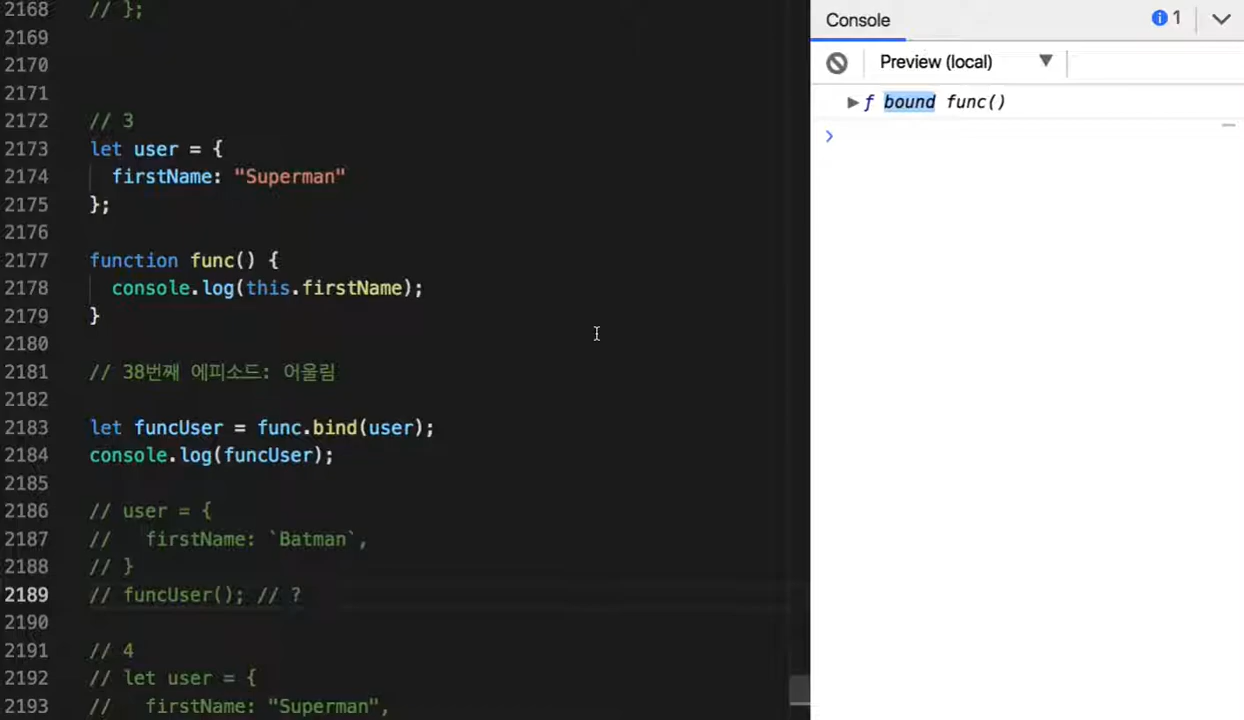 2168 // };
2169
2170
2171
2172 // 3
2173 let user = {
2174 firstName: "Superman"
2175 };
2176
2177 function func() {
2178 console.log(this.firstName);
2179 }
2180
2181 // 38번째 에피소드: 어울림
2182
2183 let funcUser = func.bind(user);
2184 console.log(funcUser);
2185
2186 // user = {
2187 // firstName: `Batman`,
2188 // }
2189 // funcUser(); // ?
2190
2191 // 4
2192 // let user = {
2193 // firstName: "Superman",
Console
1
Preview (local)
f bound func()